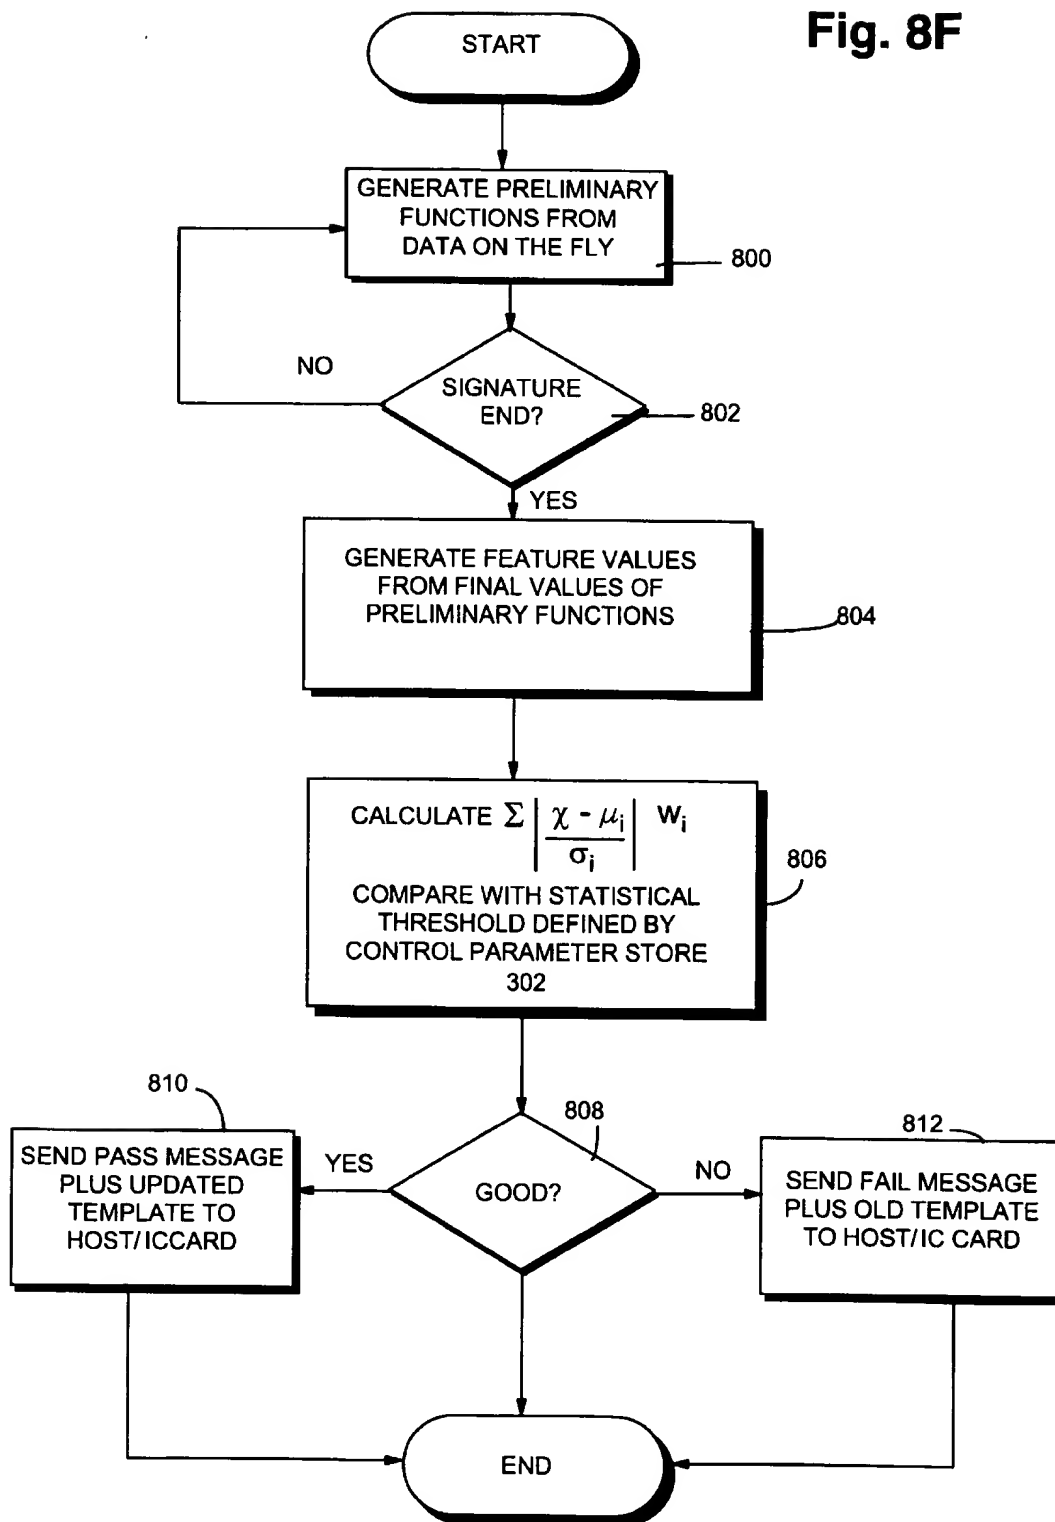 Fig. 8F
START
GENERATE PRELIMINARY
FUNCTIONS FROM
DATA ON THE FLY
800
NO
SIGNATURE
END?
802
YES
GENERATE FEATURE VALUES
FROM FINAL VALUES OF
PRELIMINARY FUNCTIONS
804
CALCULATE Σ | (χ - μi) / σi | Wi
COMPARE WITH STATISTICAL
THRESHOLD DEFINED BY
CONTROL PARAMETER STORE
302
806
810
SEND PASS MESSAGE
PLUS UPDATED
TEMPLATE TO
HOST/ICCARD
YES
GOOD?
808
NO
812
SEND FAIL MESSAGE
PLUS OLD TEMPLATE
TO HOST/IC CARD
END